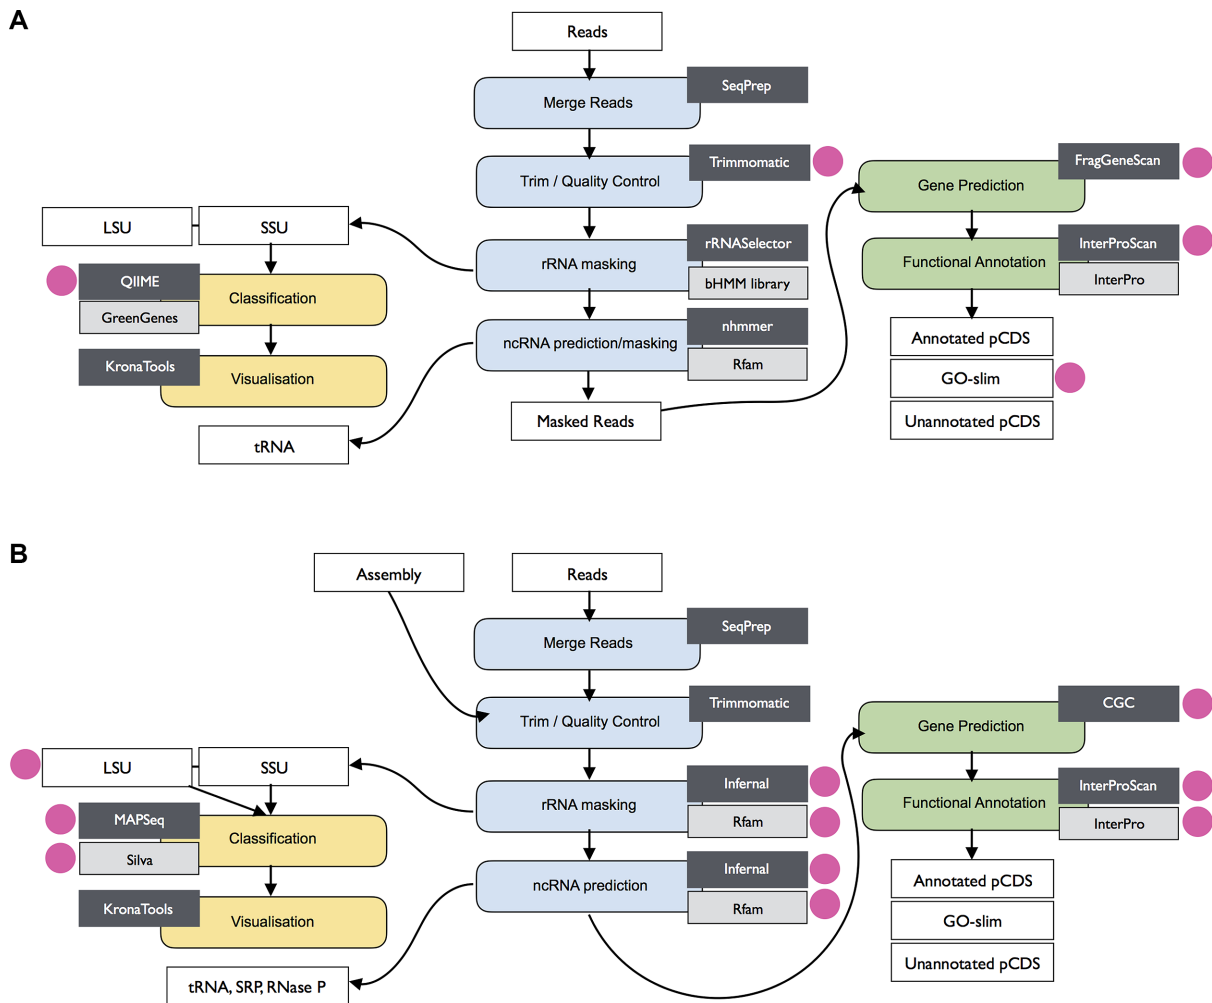 A
Reads
SeqPrep
Merge Reads
Trimmomatic
Trim / Quality Control
FragGeneScan
Gene Prediction
LSU
SSU
rRNASelector
rRNA masking
bHMM library
InterProScan
Functional Annotation
InterPro
QIIME
Classification
GreenGenes
nhmmer
ncRNA prediction/masking
Rfam
Annotated pCDS
KronaTools
Visualisation
GO-slim
Masked Reads
Unannotated pCDS
tRNA
B
Assembly
Reads
SeqPrep
Merge Reads
Trimmomatic
Trim / Quality Control
CGC
Gene Prediction
LSU
SSU
Infernal
rRNA masking
Rfam
InterProScan
Functional Annotation
InterPro
MAPSeq
Classification
Silva
Infernal
ncRNA prediction
Rfam
Annotated pCDS
KronaTools
Visualisation
GO-slim
Unannotated pCDS
tRNA, SRP, RNase P